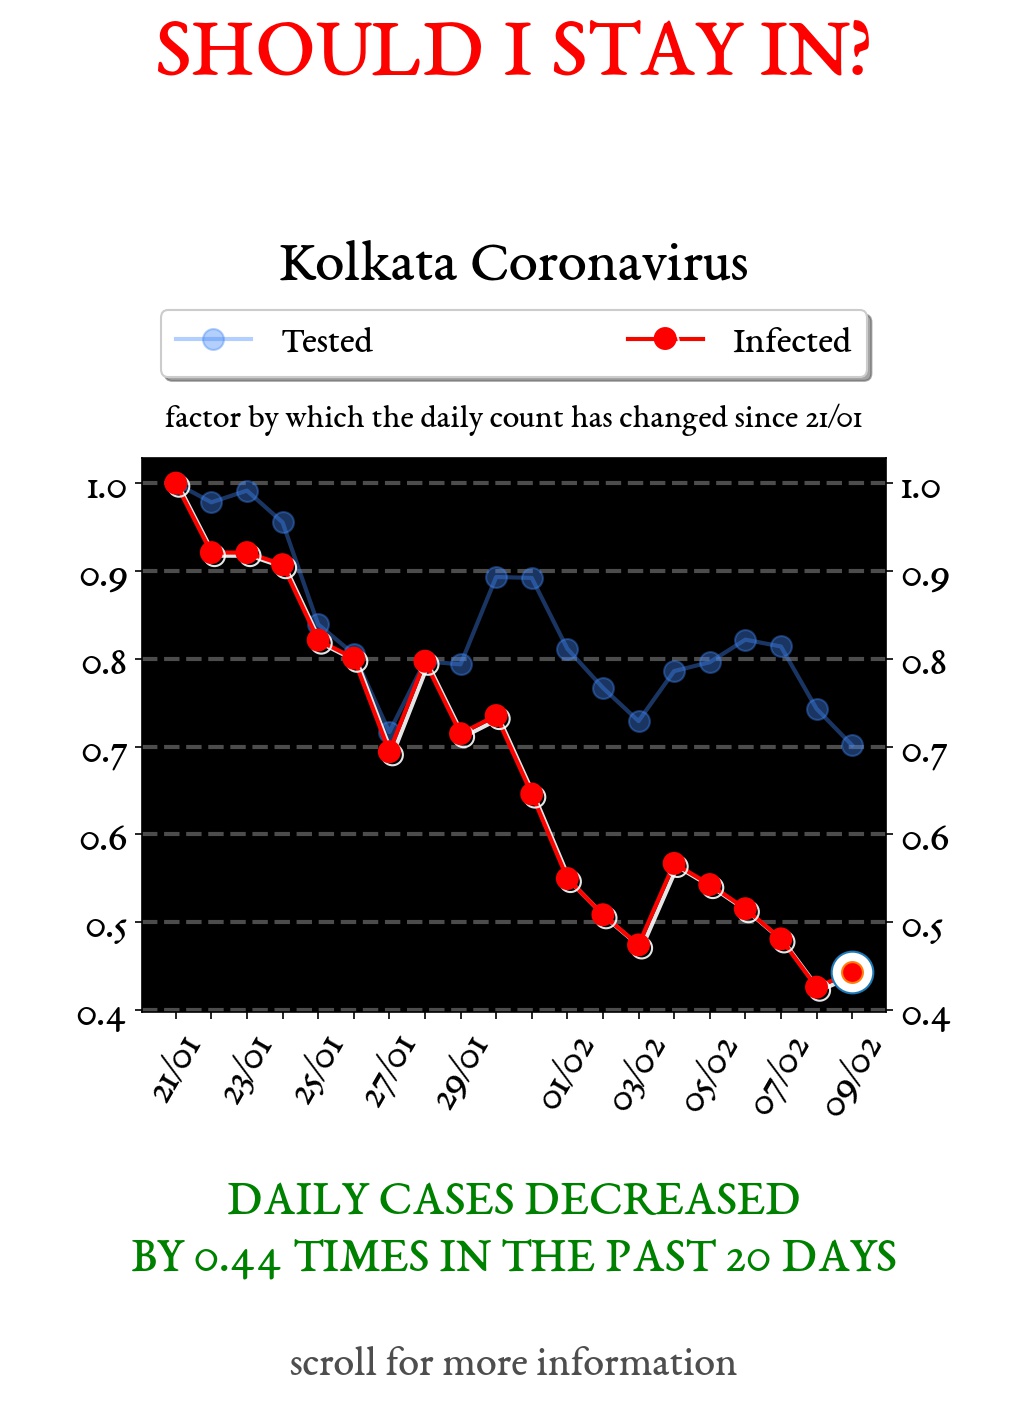 SHOULD I STAY IN?
Kolkata Coronavirus
Tested Infected
factor by which the daily count has changed since 21/01
1.0 1.0
0.9 0.9
0.8 0.8
0.7 0.7
0.6 0.6
0.5 0.5
0.4 0.4
21/01 23/01 25/01 27/01 29/01 01/02 03/02 05/02 07/02 09/02
DAILY CASES DECREASED
BY 0.44 TIMES IN THE PAST 20 DAYS
scroll for more information